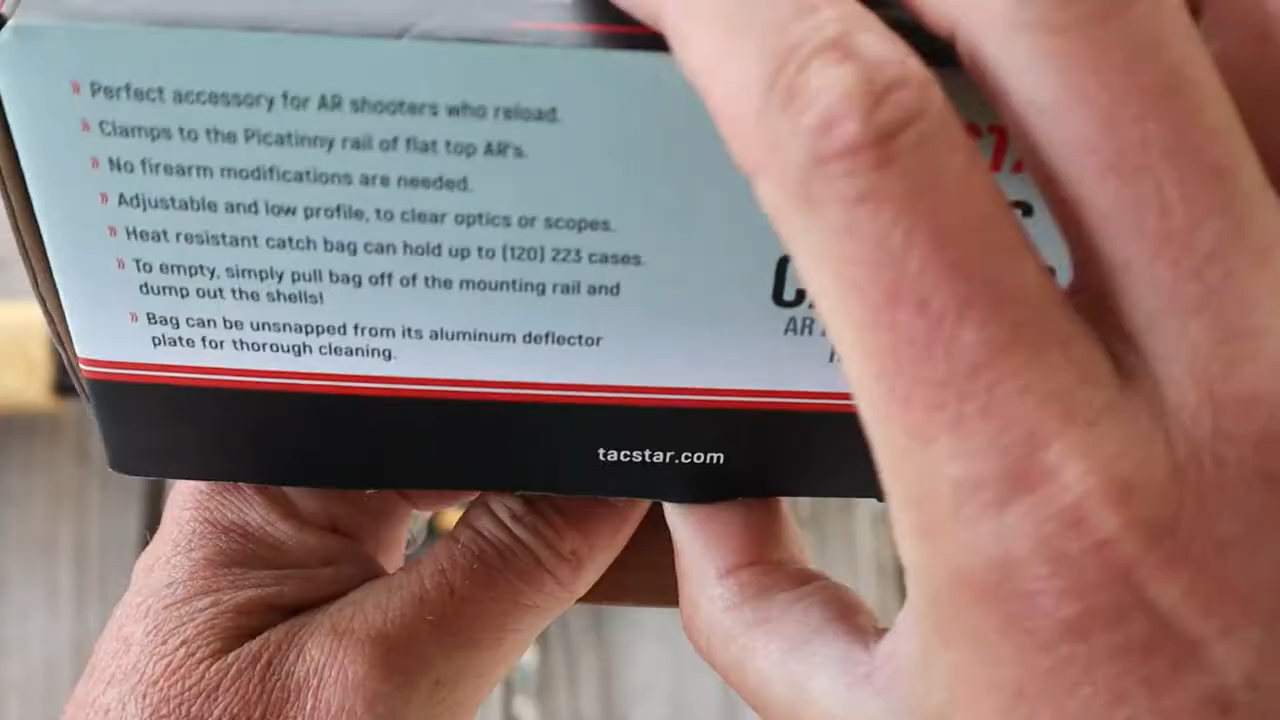 » Perfect accessory for AR shooters who reload.
» Clamps to the Picatinny rail of flat top AR's.
» No firearm modifications are needed.
» Adjustable and low profile, to clear optics or scopes.
» Heat resistant catch bag can hold up to (120) 223 cases.
» To empty, simply pull bag off of the mounting rail and
dump out the shells!
» Bag can be unsnapped from its aluminum deflector
plate for thorough cleaning.
AR
tacstar.com